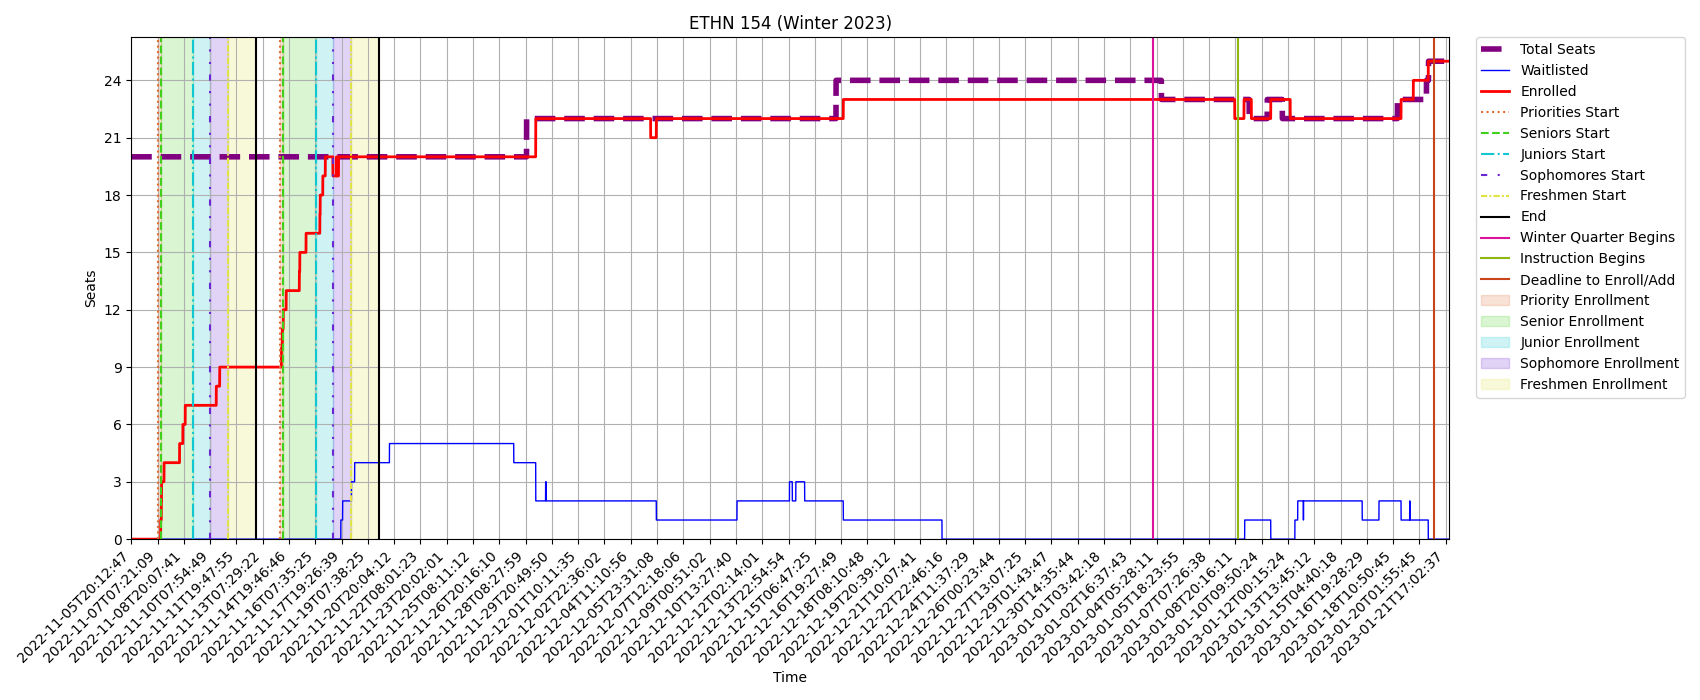 ETHN 154 (Winter 2023)
Seats
24
21
18
15
12
9
6
3
0
2022-11-05T20:12:47
2022-11-07T07:21:09
2022-11-08T20:07:41
2022-11-10T07:54:49
2022-11-11T19:47:55
2022-11-13T07:29:22
2022-11-14T19:46:46
2022-11-16T07:35:25
2022-11-17T19:26:39
2022-11-19T07:38:25
2022-11-20T20:04:12
2022-11-22T08:01:23
2022-11-23T20:02:01
2022-11-25T08:11:12
2022-11-26T20:16:10
2022-11-28T08:27:59
2022-11-29T20:49:50
2022-12-01T10:11:35
2022-12-02T22:36:02
2022-12-04T11:10:56
2022-12-05T23:31:08
2022-12-07T12:18:06
2022-12-09T00:51:02
2022-12-10T13:27:40
2022-12-12T02:14:01
2022-12-13T22:54:54
2022-12-15T06:47:25
2022-12-16T19:27:49
2022-12-18T08:10:48
2022-12-19T20:39:12
2022-12-21T10:07:41
2022-12-22T22:46:16
2022-12-24T11:37:29
2022-12-26T00:23:44
2022-12-27T13:07:25
2022-12-29T01:43:47
2022-12-30T14:35:44
2023-01-01T03:42:18
2023-01-02T16:37:43
2023-01-04T05:28:11
2023-01-05T18:23:55
2023-01-07T07:26:38
2023-01-08T20:16:11
2023-01-10T09:50:24
2023-01-12T00:15:24
2023-01-13T13:45:12
2023-01-15T04:40:18
2023-01-16T19:28:29
2023-01-18T10:50:45
2023-01-20T01:55:45
2023-01-21T17:02:37
Time
Total Seats
Waitlisted
Enrolled
Priorities Start
Seniors Start
Juniors Start
Sophomores Start
Freshmen Start
End
Winter Quarter Begins
Instruction Begins
Deadline to Enroll/Add
Priority Enrollment
Senior Enrollment
Junior Enrollment
Sophomore Enrollment
Freshmen Enrollment